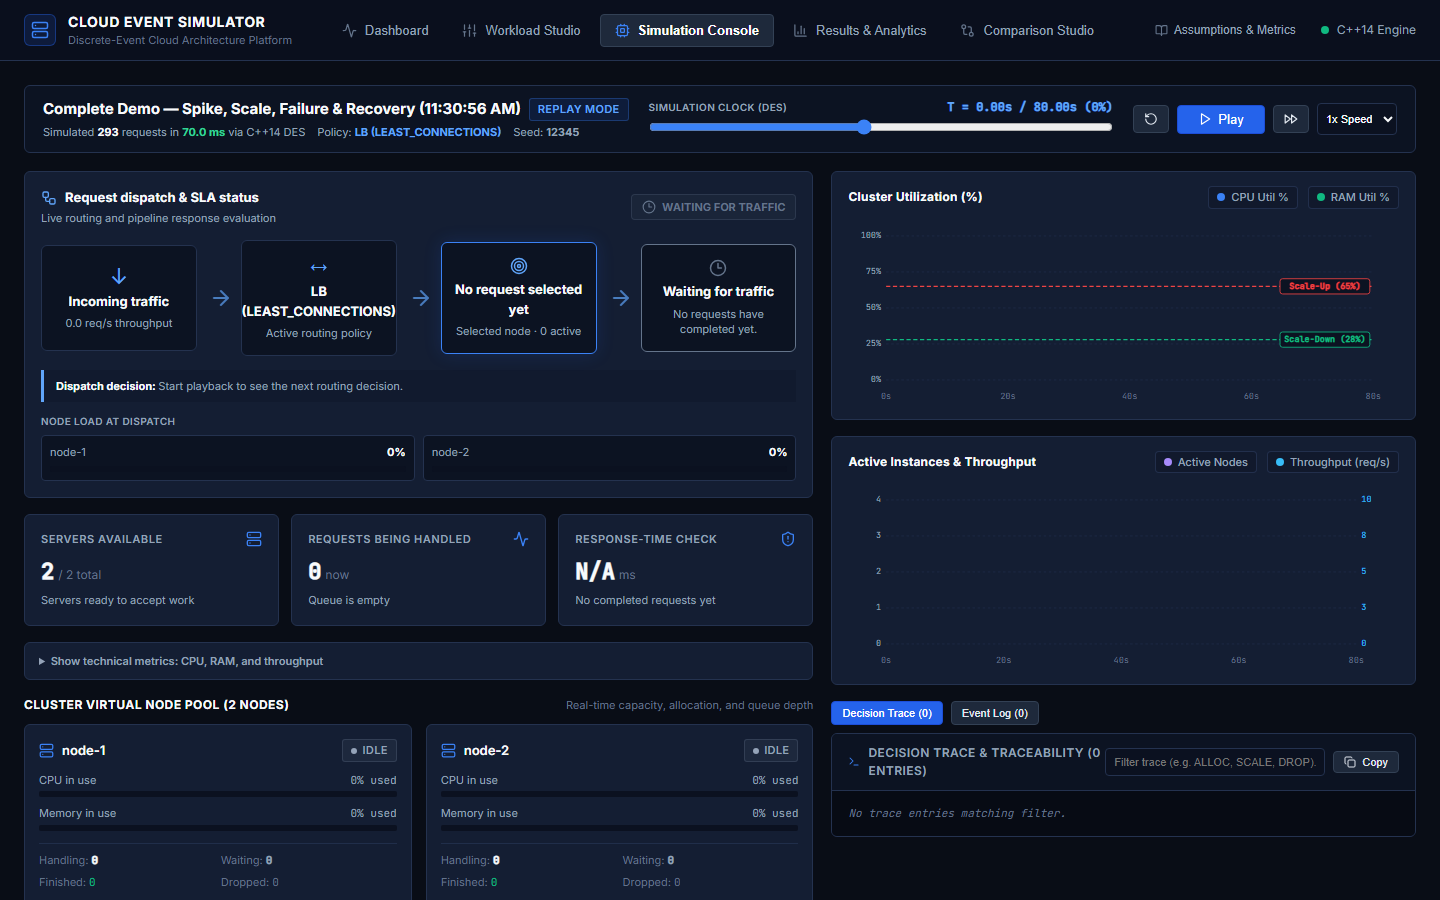 CLOUD EVENT SIMULATOR
Discrete-Event Cloud Architecture Platform
Dashboard
Workload Studio
Simulation Console
Results & Analytics
Comparison Studio
Assumptions & Metrics
C++14 Engine
Complete Demo — Spike, Scale, Failure & Recovery (11:30:56 AM)
REPLAY MODE
Simulated 293 requests in 70.0 ms via C++14 DES Policy: LB (LEAST_CONNECTIONS) Seed: 12345
SIMULATION CLOCK (DES)
T = 0.00s / 80.00s (0%)
Play
1x Speed
Request dispatch & SLA status
Live routing and pipeline response evaluation
WAITING FOR TRAFFIC
Incoming traffic
0.0 req/s throughput
LB
(LEAST_CONNECTIONS)
Active routing policy
No request selected
yet
Selected node · 0 active
Waiting for traffic
No requests have
completed yet.
Dispatch decision: Start playback to see the next routing decision.
NODE LOAD AT DISPATCH
node-1
0%
node-2
0%
SERVERS AVAILABLE
2 / 2 total
Servers ready to accept work
REQUESTS BEING HANDLED
0 now
Queue is empty
RESPONSE-TIME CHECK
N/A ms
No completed requests yet
Show technical metrics: CPU, RAM, and throughput
CLUSTER VIRTUAL NODE POOL (2 NODES)
Real-time capacity, allocation, and queue depth
node-1
IDLE
CPU in use
0% used
Memory in use
0% used
Handling: 0
Waiting: 0
Finished: 0
Dropped: 0
node-2
IDLE
CPU in use
0% used
Memory in use
0% used
Handling: 0
Waiting: 0
Finished: 0
Dropped: 0
Cluster Utilization (%)
CPU Util %
RAM Util %
100%
75%
50%
25%
0%
Scale-Up (65%)
Scale-Down (28%)
0s
20s
40s
60s
80s
Active Instances & Throughput
Active Nodes
Throughput (req/s)
4
3
2
1
0
10
8
5
3
0
0s
20s
40s
60s
80s
Decision Trace (0)
Event Log (0)
DECISION TRACE & TRACEABILITY (0
ENTRIES)
Filter trace (e.g. ALLOC, SCALE, DROP).
Copy
No trace entries matching filter.